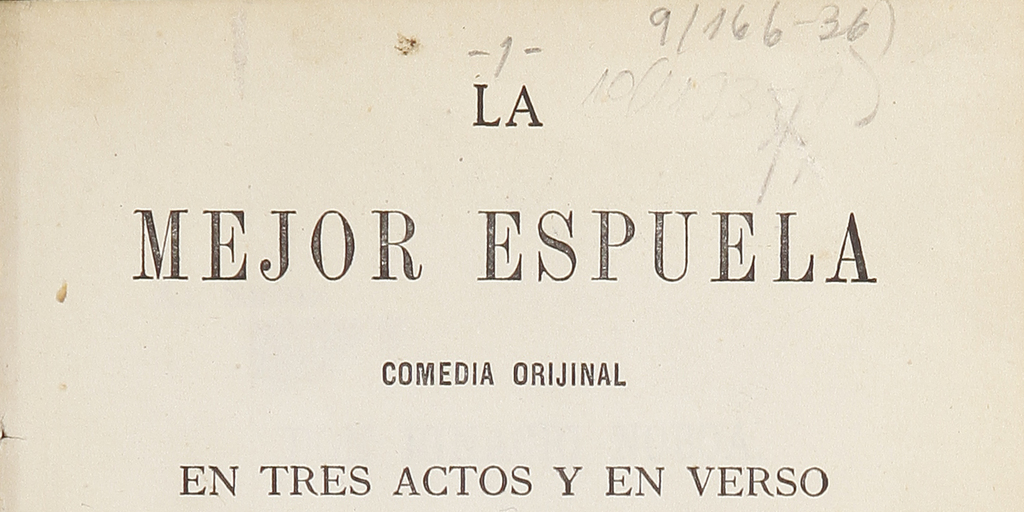 9/166-36)
-1-
LA
MEJOR ESPUELA
COMEDIA ORIJINAL
EN TRES ACTOS Y EN VERSO